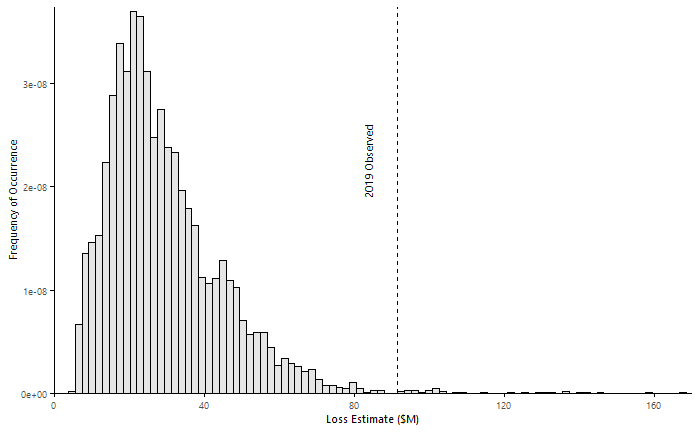 Frequency of Occurrence
3e-08
2e-08
1e-08
0e+00
2019 Observed
0
40
80
120
160
Loss Estimate ($M)